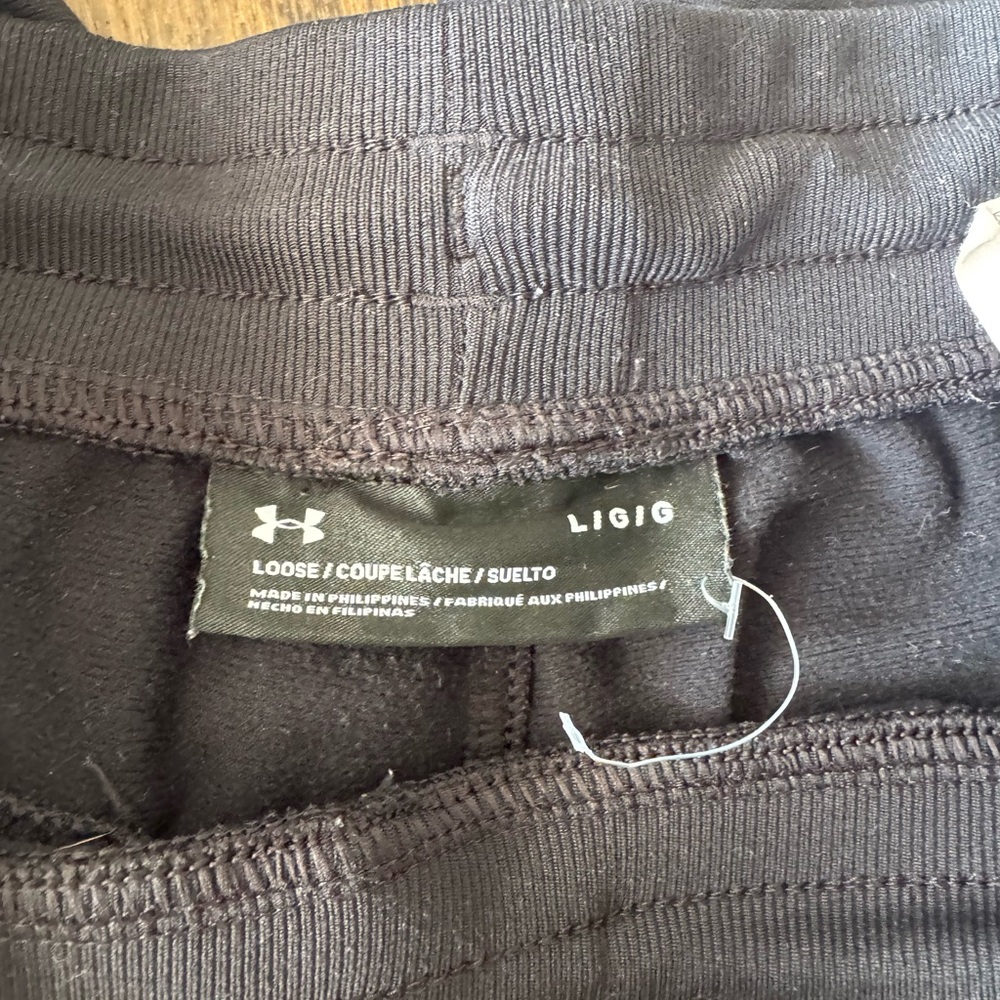 L/G/G
LOOSE / COUPE LÂCHE / SUELTO
MADE IN PHILIPPINES / FABRIQUÉ AUX PHILIPPINES /
HECHO EN FILIPINAS